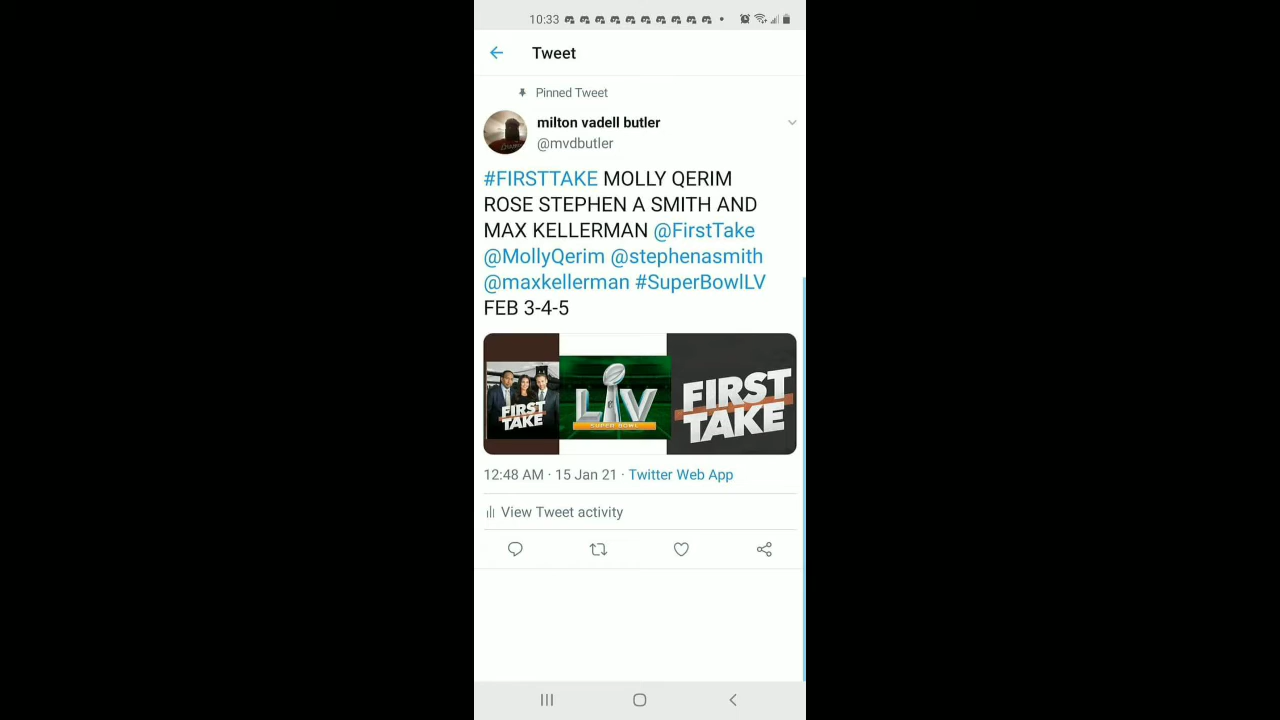 10:33
Tweet
Pinned Tweet
milton vadell butler
@mvdbutler
#FIRSTTAKE MOLLY QERIM
ROSE STEPHEN A SMITH AND
MAX KELLERMAN @FirstTake
@MollyQerim @stephenasmith
@maxkellerman #SuperBowlLV
FEB 3-4-5
FIRST
TAKE
LIV
SUPER BOWL
FIRST
TAKE
12:48 AM · 15 Jan 21 · Twitter Web App
View Tweet activity